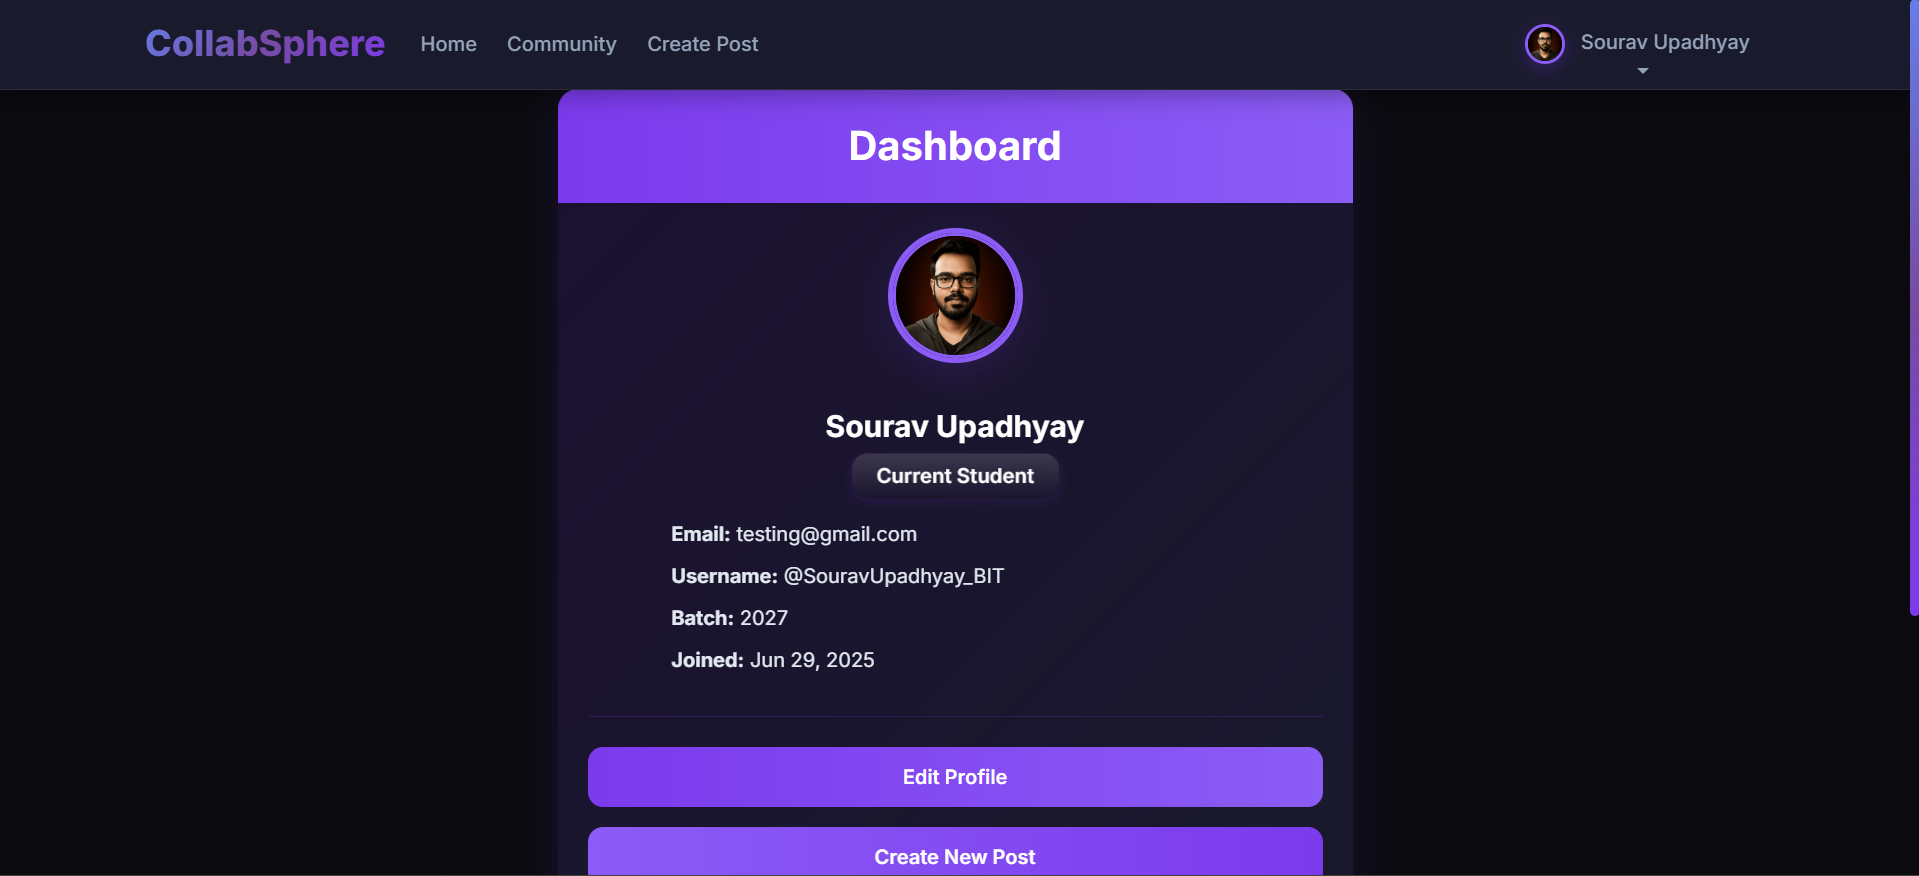 CollabSphere Home Community Create Post Sourav Upadhyay
Dashboard
Sourav Upadhyay
Current Student
Email: testing@gmail.com
Username: @SouravUpadhyay_BIT
Batch: 2027
Joined: Jun 29, 2025
Edit Profile
Create New Post